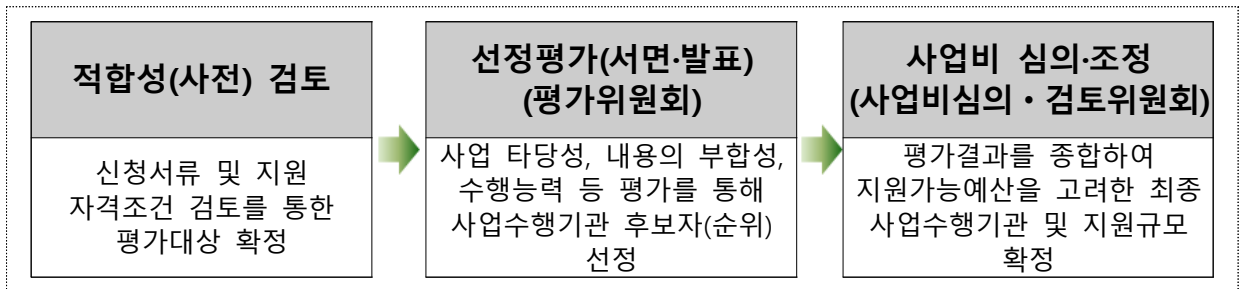 적합성(사전) 검토
신청서류 및 지원
자격조건 검토를 통한
평가대상 확정
선정평가(서면·발표)
(평가위원회)
사업 타당성, 내용의 부합성,
수행능력 등 평가를 통해
사업수행기관 후보자(순위)
선정
사업비 심의·조정
(사업비심의・검토위원회)
평가결과를 종합하여
지원가능예산을 고려한 최종
사업수행기관 및 지원규모
확정